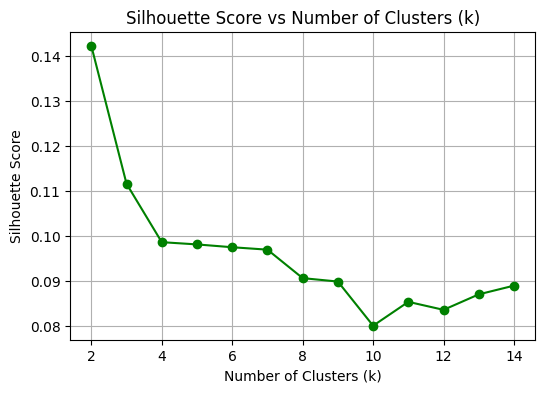 Silhouette Score vs Number of Clusters (k)
0.14
0.13
0.12
0.11
0.10
0.09
0.08
Silhouette Score
2 4 6 8 10 12 14
Number of Clusters (k)